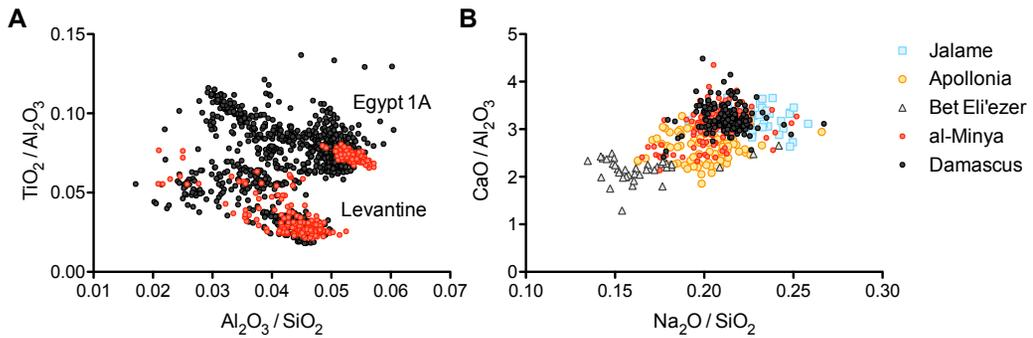 A
0.15
0.10
0.05
0.00
TiO₂ / Al₂O₃
Egypt 1A
Levantine
0.01 0.02 0.03 0.04 0.05 0.06 0.07
Al₂O₃ / SiO₂
B
5
4
3
2
1
0
CaO / Al₂O₃
0.10 0.15 0.20 0.25 0.30
Na₂O / SiO₂
Jalame
Apollonia
Bet Eli'ezer
al-Minya
Damascus